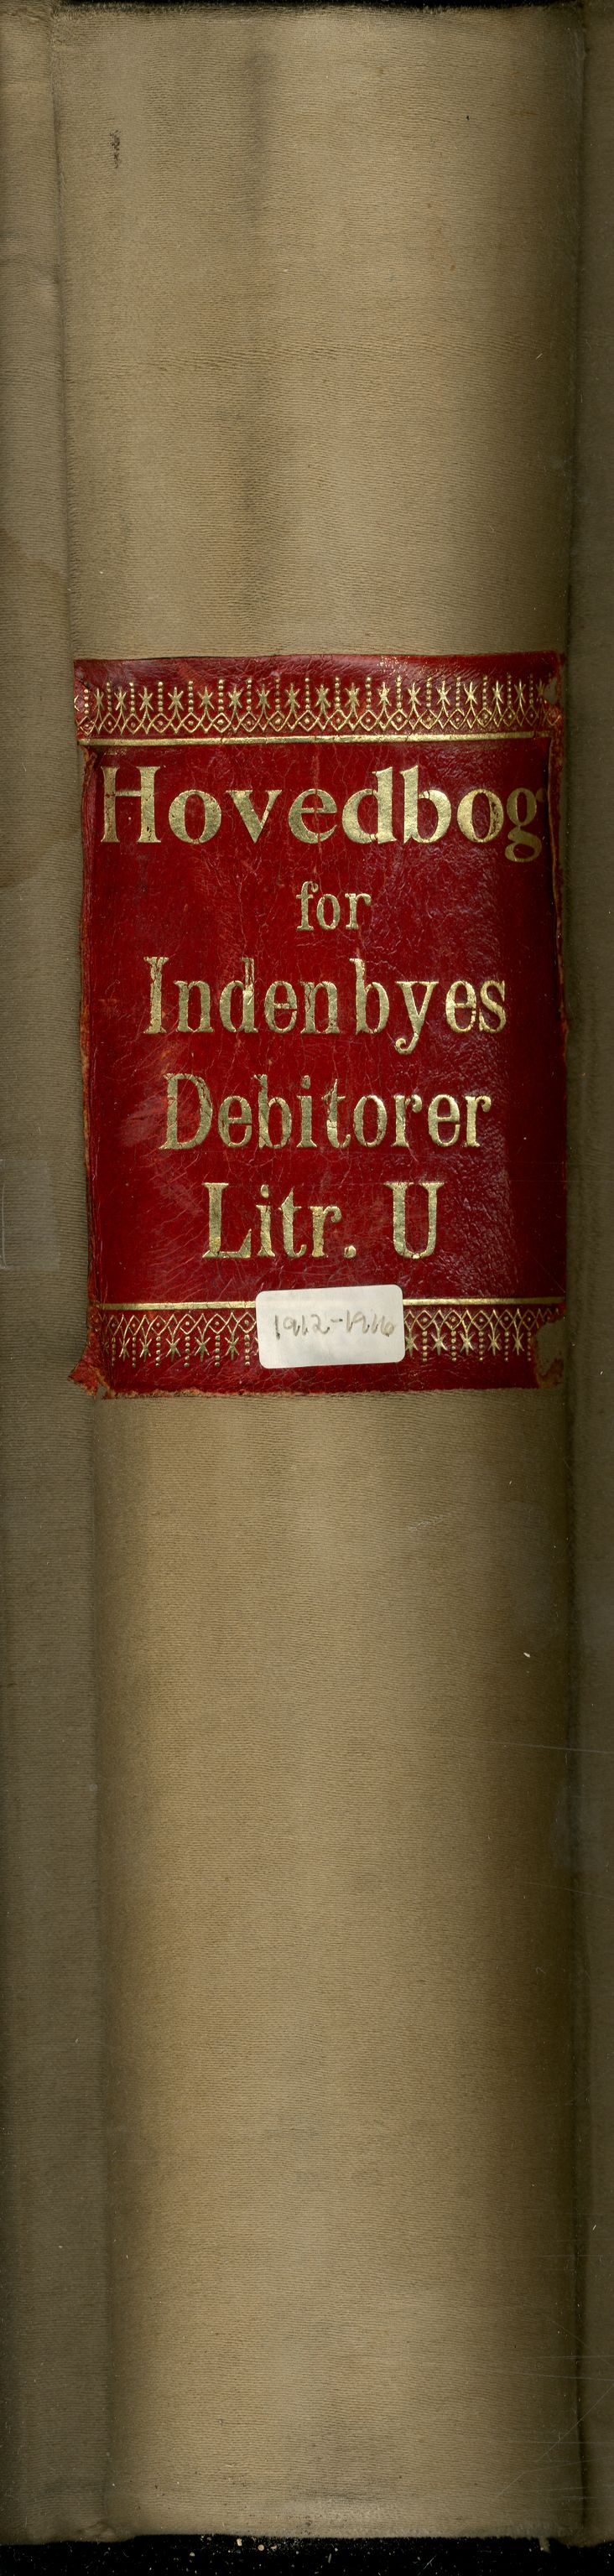 Hovedbog
for
Indenbyes
Debitorer
Litr. U
1912-1916